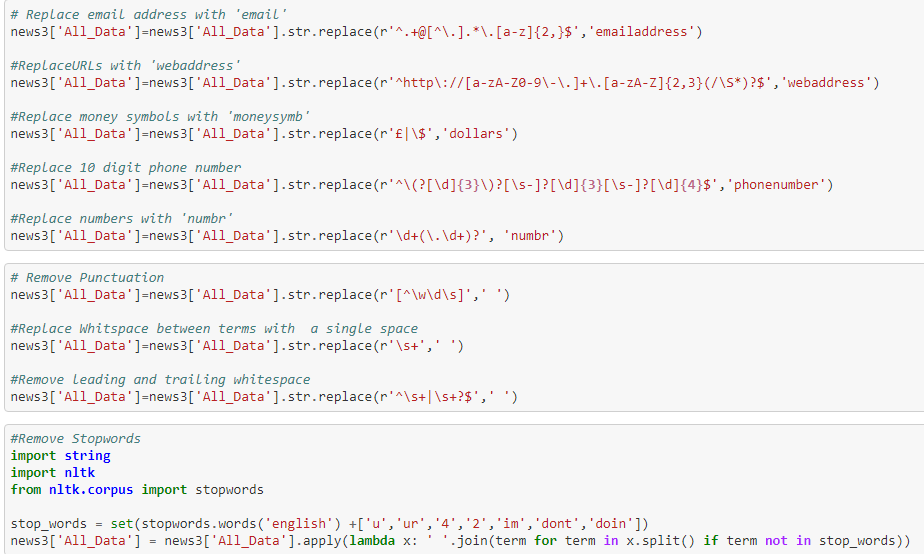 # Replace email address with 'email'
news3['All_Data']=news3['All_Data'].str.replace(r'^.+@[^\.].*\.[a-z]{2,}$','emailaddress')
#ReplaceURLs with 'webaddress'
news3['All_Data']=news3['All_Data'].str.replace(r'^http\://[a-zA-Z0-9\-\.]+\.[a-zA-Z]{2,3}(/\S*)?$','webaddress')
#Replace money symbols with 'moneysymb'
news3['All_Data']=news3['All_Data'].str.replace(r'£|\$','dollars')
#Replace 10 digit phone number
news3['All_Data']=news3['All_Data'].str.replace(r'^\(?[\d]{3}\)?[\s-]?[\d]{3}[\s-]?[\d]{4}$','phonenumber')
#Replace numbers with 'numbr'
news3['All_Data']=news3['All_Data'].str.replace(r'\d+(\.\d+)?', 'numbr')
# Remove Punctuation
news3['All_Data']=news3['All_Data'].str.replace(r'[^\w\d\s]',' ')
#Replace Whitspace between terms with  a single space
news3['All_Data']=news3['All_Data'].str.replace(r'\s+',' ')
#Remove leading and trailing whitespace
news3['All_Data']=news3['All_Data'].str.replace(r'^\s+|\s+?$',' ')
#Remove Stopwords
import string
import nltk
from nltk.corpus import stopwords
stop_words = set(stopwords.words('english') +['u','ur','4','2','im','dont','doin'])
news3['All_Data'] = news3['All_Data'].apply(lambda x: ' '.join(term for term in x.split() if term not in stop_words))